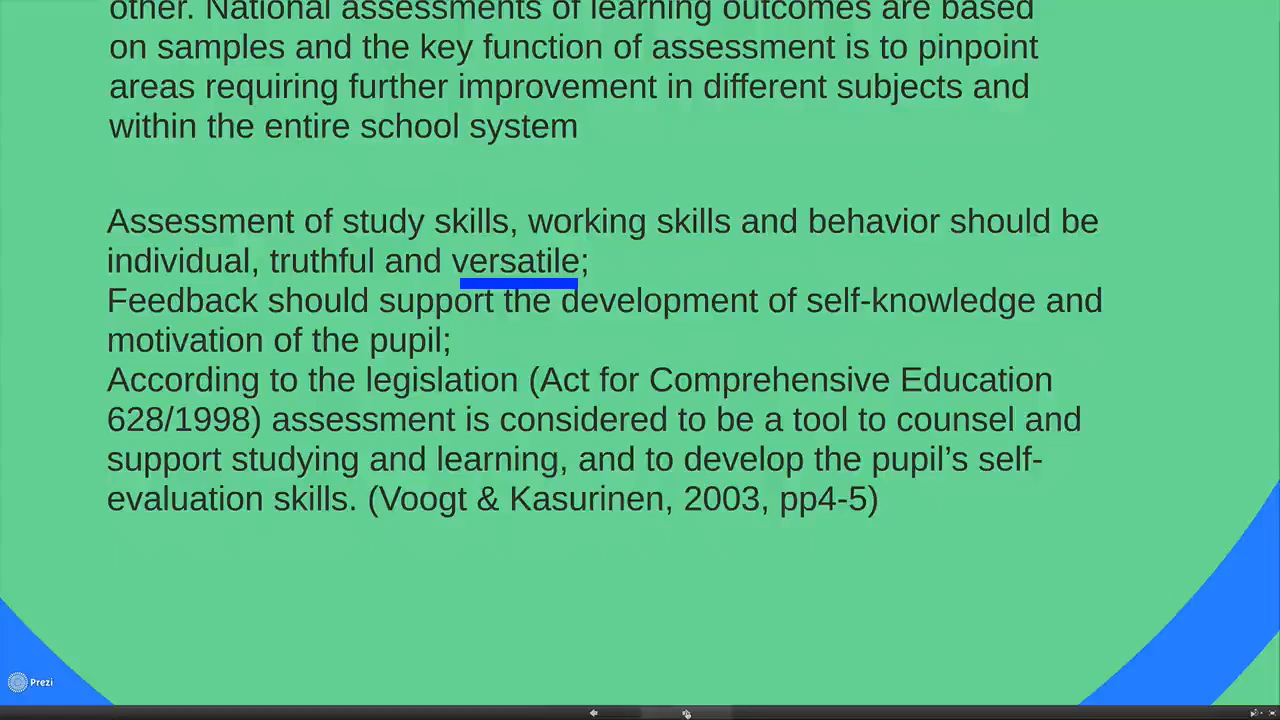 other. National assessments of learning outcomes are based
on samples and the key function of assessment is to pinpoint
areas requiring further improvement in different subjects and
within the entire school system
Assessment of study skills, working skills and behavior should be
individual, truthful and versatile;
Feedback should support the development of self-knowledge and
motivation of the pupil;
According to the legislation (Act for Comprehensive Education
628/1998) assessment is considered to be a tool to counsel and
support studying and learning, and to develop the pupil’s self-
evaluation skills. (Voogt & Kasurinen, 2003, pp4-5)
Prezi